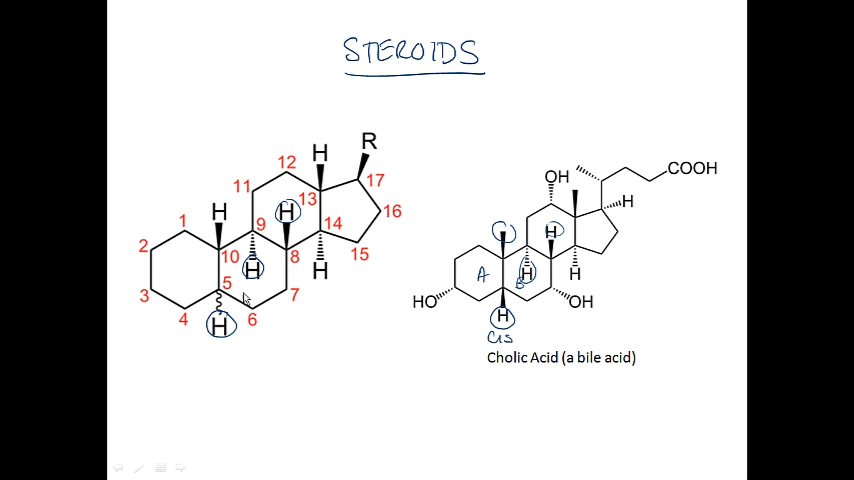 STEROIDS
R
H
12
11
13
17
H
H
1
9
14
16
2
10
8
15
H
H
5
3
7
4
6
H
OH
COOH
H
H
A
B
H
H
HO
OH
H
cis
Cholic Acid (a bile acid)